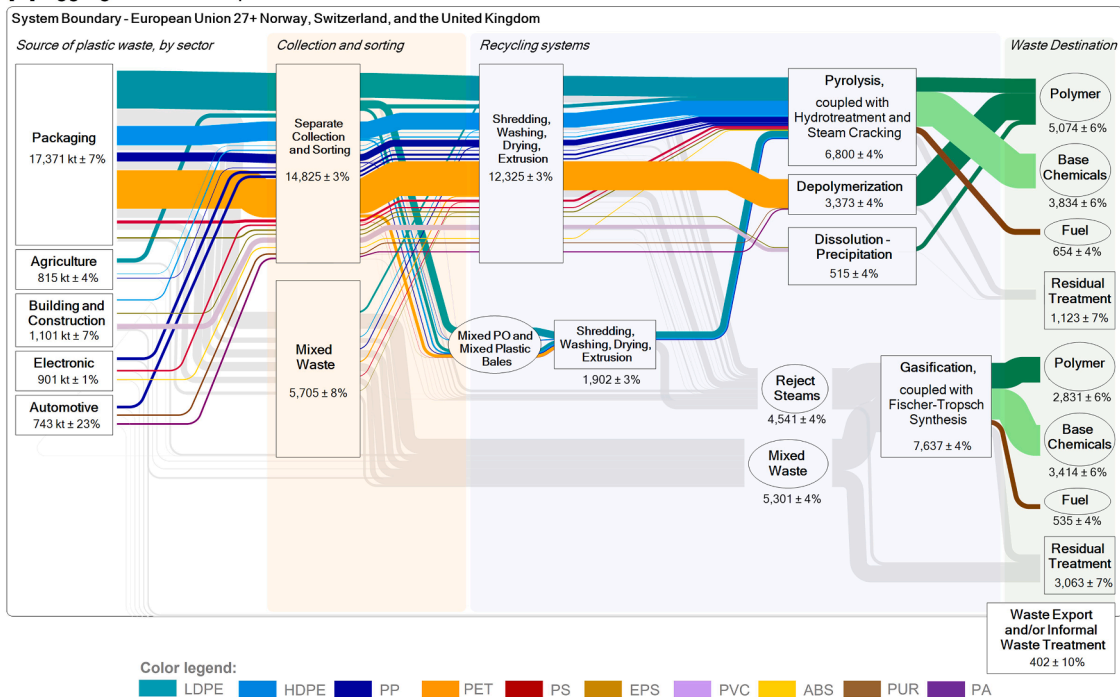 System Boundary - European Union 27+ Norway, Switzerland, and the United Kingdom
Source of plastic waste, by sector
Collection and sorting
Recycling systems
Waste Destination
Packaging
17,371 kt ± 7%
Agriculture
815 kt ± 4%
Building and
Construction
1,101 kt ± 7%
Electronic
901 kt ± 1%
Automotive
743 kt ± 23%
Separate
Collection
and Sorting
14,825 ± 3%
Mixed
Waste
5,705 ± 8%
Shredding,
Washing,
Drying,
Extrusion
12,325 ± 3%
Mixed PO and
Mixed Plastic
Bales
Shredding,
Washing, Drying,
Extrusion
1,902 ± 3%
Pyrolysis,
coupled with
Hydrotreatment and
Steam Cracking
6,800 ± 4%
Depolymerization
3,373 ± 4%
Dissolution -
Precipitation
515 ± 4%
Reject
Steams
4,541 ± 4%
Mixed
Waste
5,301 ± 4%
Gasification,
coupled with
Fischer-Tropsch
Synthesis
7,637 ± 4%
Polymer
5,074 ± 6%
Base
Chemicals
3,834 ± 6%
Fuel
654 ± 4%
Residual
Treatment
1,123 ± 7%
Polymer
2,831 ± 6%
Base
Chemicals
3,414 ± 6%
Fuel
535 ± 4%
Residual
Treatment
3,063 ± 7%
Waste Export
and/or Informal
Waste Treatment
402 ± 10%
Color legend:
LDPE
HDPE
PP
PET
PS
EPS
PVC
ABS
PUR
PA